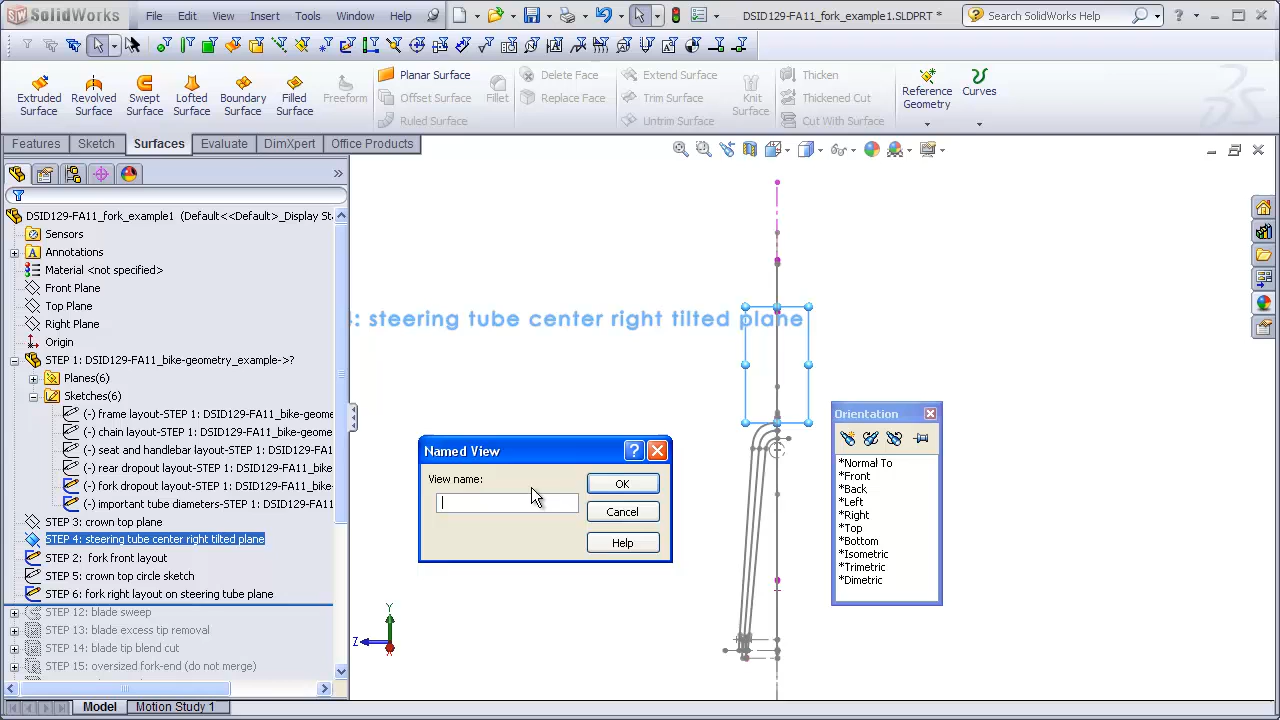 SolidWorks File Edit View Insert Tools Window Help DSID129-FA11_fork_example1.SLDPRT * Search SolidWorks Help
Extruded Surface Revolved Surface Swept Surface Lofted Surface Boundary Surface Filled Surface Freeform Planar Surface Offset Surface Ruled Surface Fillet Delete Face Replace Face Extend Surface Trim Surface Untrim Surface Knit Surface Thicken Thickened Cut Cut With Surface Reference Geometry Curves
Features Sketch Surfaces Evaluate DimXpert Office Products
DSID129-FA11_fork_example1 (Default<<Default>_Display Sta
Sensors
Annotations
Material <not specified>
Front Plane
Top Plane
Right Plane
Origin
STEP 1: DSID129-FA11_bike-geometry_example->?
Planes(6)
Sketches(6)
(-) frame layout-STEP 1: DSID129-FA11_bike-geome
(-) chain layout-STEP 1: DSID129-FA11_bike-geome
(-) seat and handlebar layout-STEP 1: DSID129-FA1
(-) rear dropout layout-STEP 1: DSID129-FA11_bike
(-) fork dropout layout-STEP 1: DSID129-FA11_bike
(-) important tube diameters-STEP 1: DSID129-FA11
STEP 3: crown top plane
STEP 4: steering tube center right tilted plane
STEP 2: fork front layout
STEP 5: crown top circle sketch
STEP 6: fork right layout on steering tube plane
STEP 12: blade sweep
STEP 13: blade excess tip removal
STEP 14: blade tip blend cut
STEP 15: oversized fork-end (do not merge)
Model Motion Study 1
4: steering tube center right tilted plane
Named View
View name:
OK
Cancel
Help
Orientation
*Normal To
*Front
*Back
*Left
*Right
*Top
*Bottom
*Isometric
*Trimetric
*Dimetric
Y
Z
X